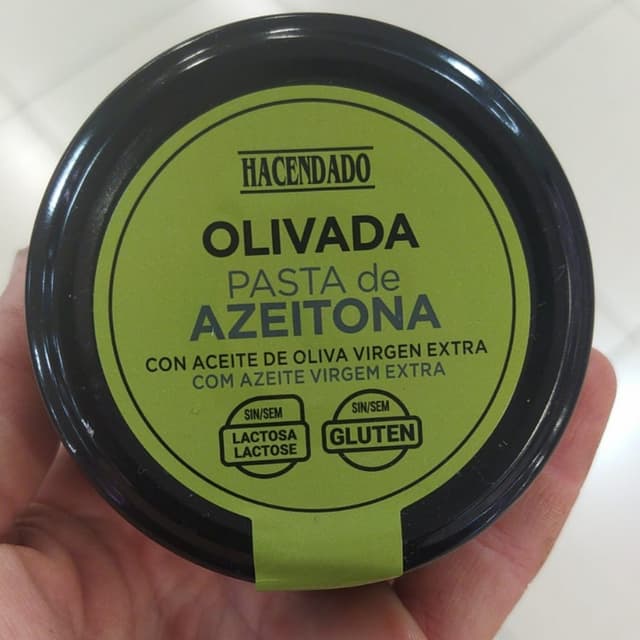 HACENDADO
OLIVADA
PASTA de
AZEITONA
CON ACEITE DE OLIVA VIRGEN EXTRA
COM AZEITE VIRGEM EXTRA
SIN/SEM
LACTOSA
LACTOSE
SIN/SEM
GLUTEN